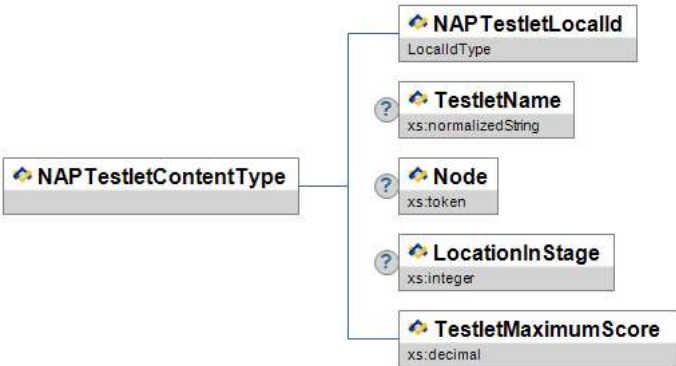 NAPTestletLocalId
LocalIdType
? TestletName
xs:normalizedString
NAPTestletContentType
? Node
xs:token
? LocationInStage
xs:integer
TestletMaximumScore
xs:decimal